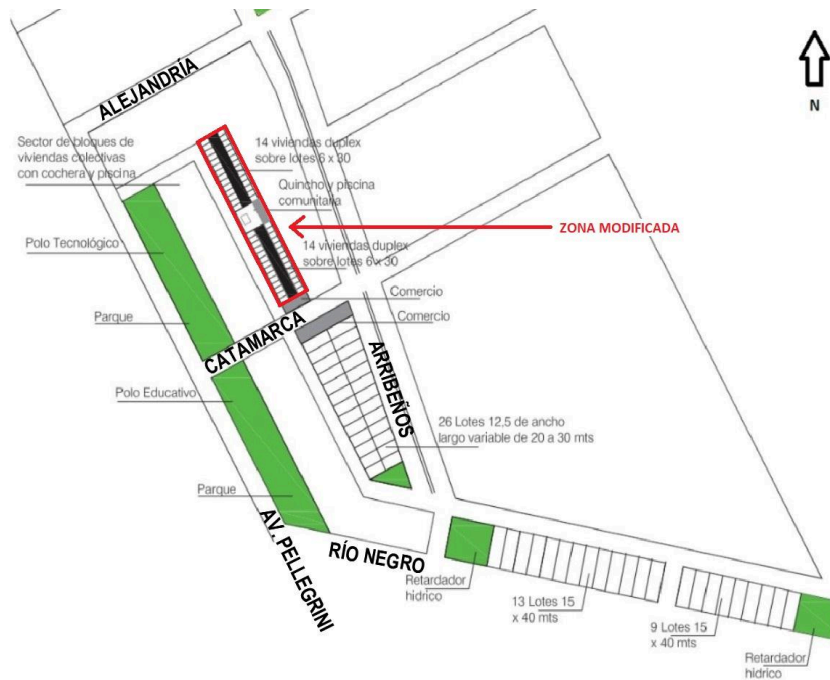 ALEJANDRÍA
N
Sector de bloques de
viviendas colectivas
con cochera y piscina
14 viviendas duplex
sobre lotes 6 x 30
Quincho y piscina
comunitaria
ZONA MODIFICADA
Polo Tecnológico
14 viviendas duplex
sobre lotes 6 x 30
Comercio
Parque
Comercio
CATAMARCA
ARRIBEÑOS
Polo Educativo
26 Lotes 12,5 de ancho
largo variable de 20 a 30 mts
Parque
AV. PELLEGRINI
RÍO NEGRO
Retardador
hidrico
13 Lotes 15
x 40 mts
9 Lotes 15
x 40 mts
Retardador
hidrico